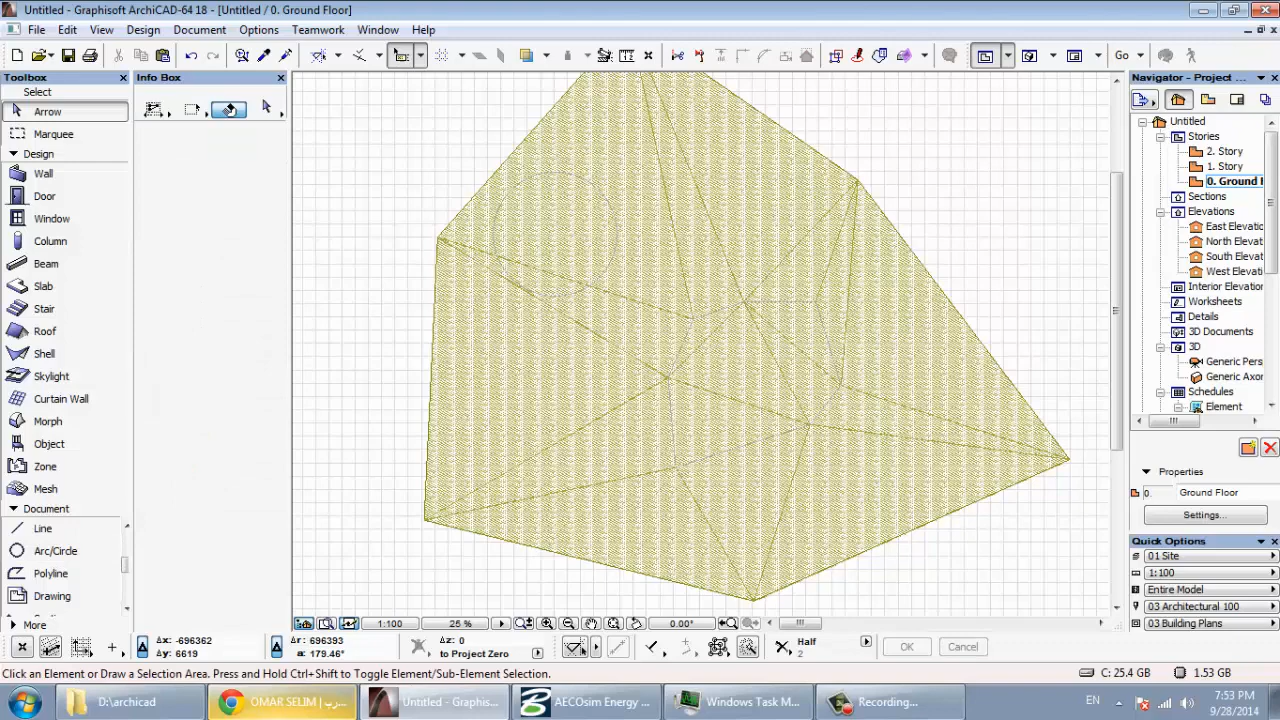 Untitled - Graphisoft ArchiCAD-64 18 - [Untitled / 0. Ground Floor]
File Edit View Design Document Options Teamwork Window Help
Go
Toolbox
Select
Arrow
Marquee
Design
Wall
Door
Window
Column
Beam
Slab
Stair
Roof
Shell
Skylight
Curtain Wall
Morph
Object
Zone
Mesh
Document
Line
Arc/Circle
Polyline
Drawing
More
Info Box
Navigator - Project ...
Untitled
Stories
2. Story
1. Story
0. Ground
Sections
Elevations
East Elevatio
North Elevat
South Elevat
West Elevati
Interior Elevation
Worksheets
Details
3D Documents
3D
Generic Pers
Generic Axor
Schedules
Element
Properties
0. Ground Floor
Settings...
Quick Options
01 Site
1:100
Entire Model
03 Architectural 100
03 Building Plans
1:100 25 % 0.00°
Δx: -696362
Δy: 6619
Δr: 696393
a: 179.46°
Δz: 0
to Project Zero
Half
2
OK Cancel
Click an Element or Draw a Selection Area. Press and Hold Ctrl+Shift to Toggle Element/Sub-Element Selection.
C: 25.4 GB 1.53 GB
D:\archicad
OMAR SELIM | ...
Untitled - Graphis...
AECOsim Energy ...
Windows Task M...
Recording...
EN
7:53 PM
9/28/2014